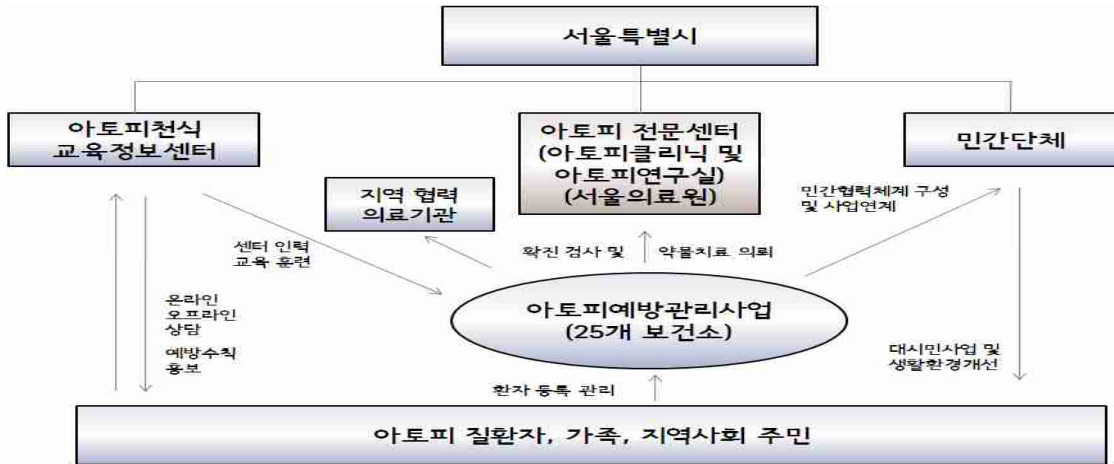 서울특별시
아토피천식
교육정보센터
아토피 전문센터
(아토피클리닉 및
아토피연구실)
(서울의료원)
민간단체
지역 협력
의료기관
민간협력체계 구성
및 사업연계
센터 인력
교육 훈련
확진 검사 및
약물치료 의뢰
온라인
오프라인
상담
예방수칙
홍보
아토피예방관리사업
(25개 보건소)
대시민사업 및
생활환경개선
환자 등록 관리
아토피 질환자, 가족, 지역사회 주민